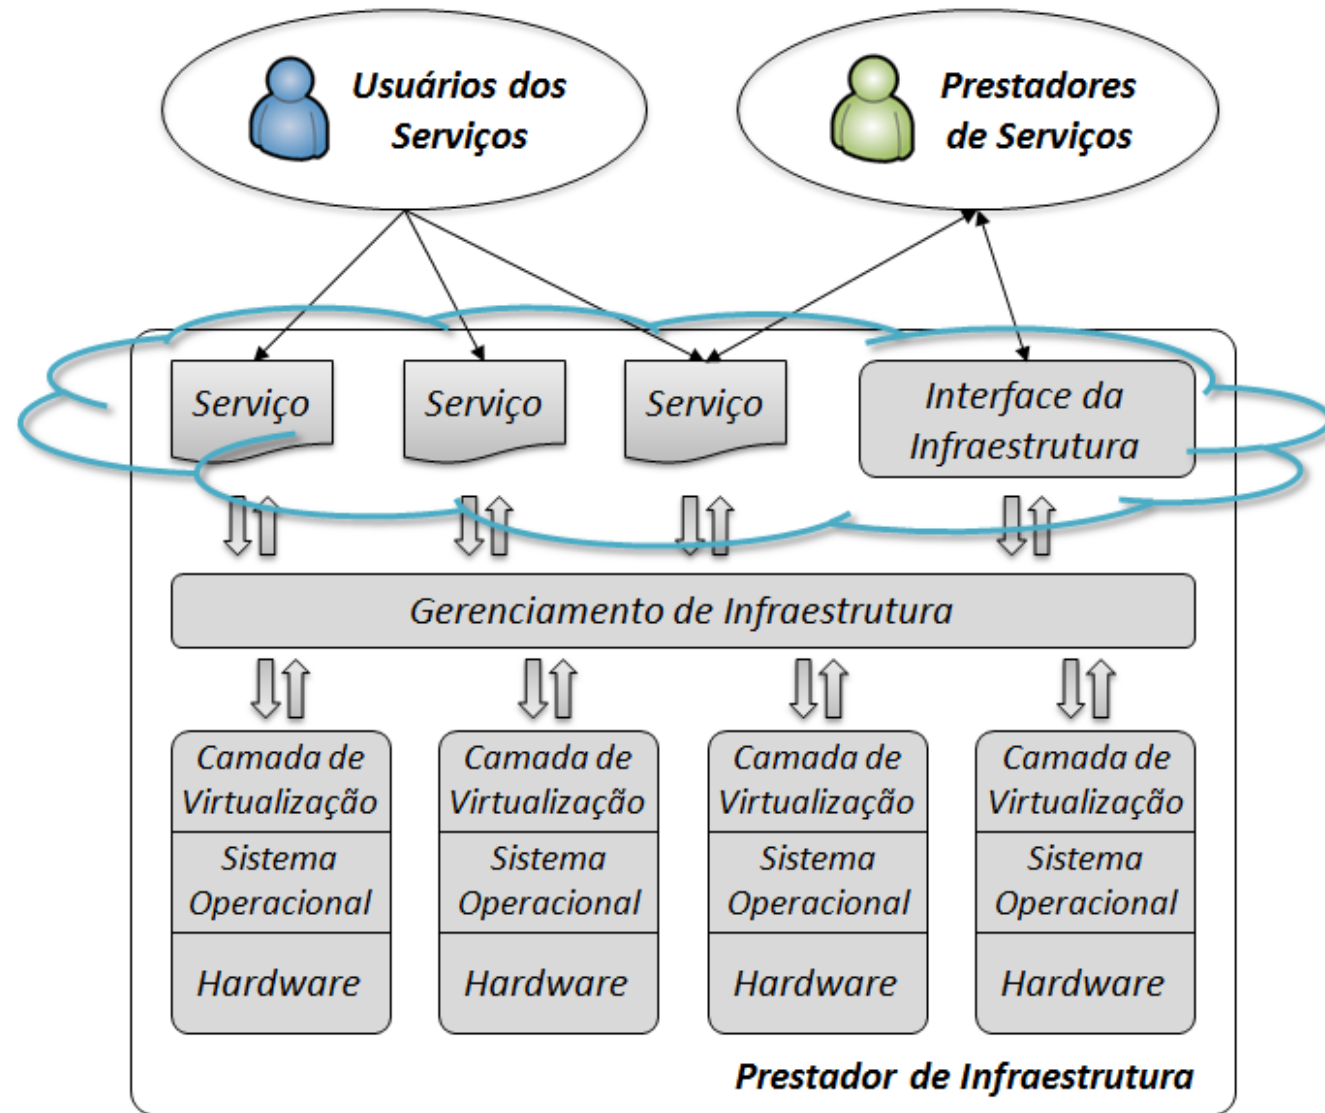 Usuários dos
Serviços
Prestadores
de Serviços
Serviço
Serviço
Serviço
Interface da
Infraestrutura
Gerenciamento de Infraestrutura
Camada de
Virtualização
Sistema
Operacional
Hardware
Camada de
Virtualização
Sistema
Operacional
Hardware
Camada de
Virtualização
Sistema
Operacional
Hardware
Camada de
Virtualização
Sistema
Operacional
Hardware
Prestador de Infraestrutura